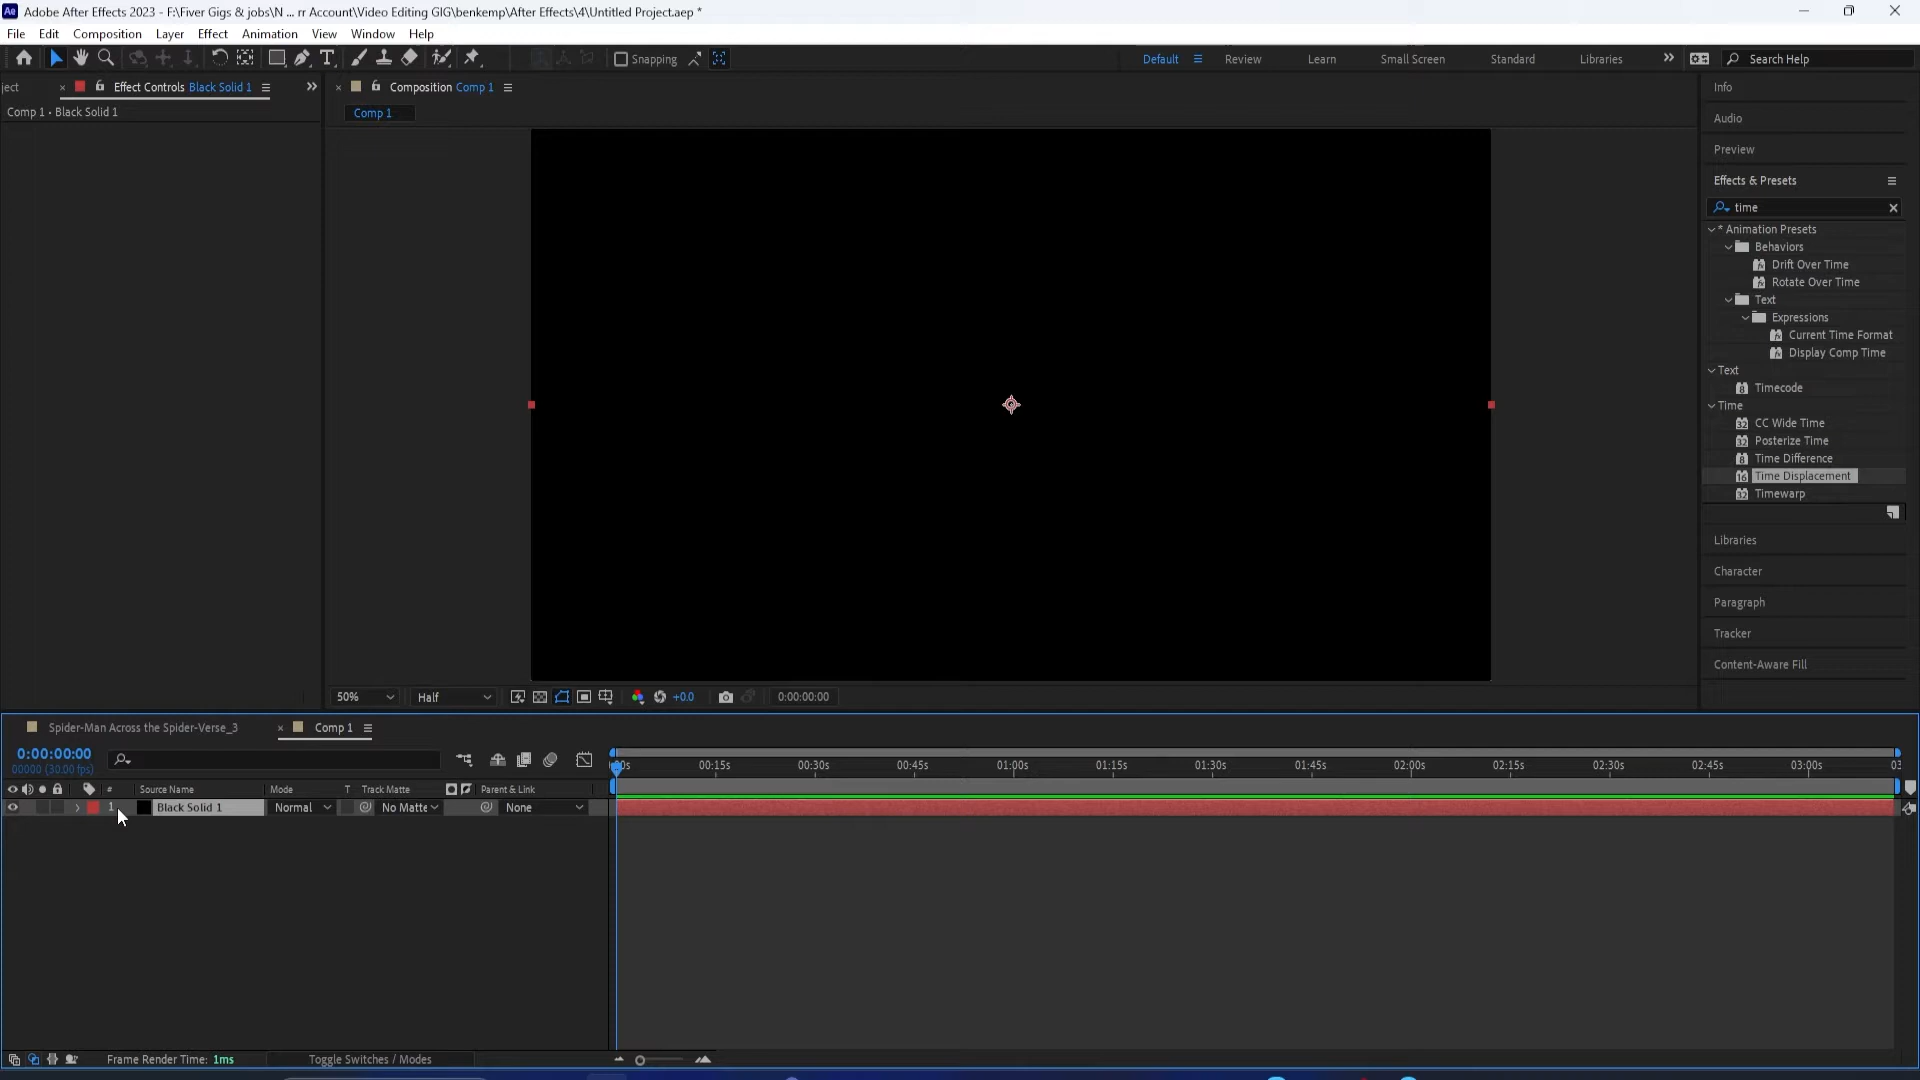 Adobe After Effects 2023 - F:\Fiver Gigs & jobs\N ... rr Account\Video Editing GIG\benkemp\After Effects\4\Untitled Project.aep *
File Edit Composition Layer Effect Animation View Window Help
Snapping Default Review Learn Small Screen Standard Libraries Search Help
ject Effect Controls Black Solid 1 Composition Comp 1 Info
Comp 1 • Black Solid 1 Comp 1
Audio
Preview
Effects & Presets
time
* Animation Presets
Behaviors
Drift Over Time
Rotate Over Time
Text
Expressions
Current Time Format
Display Comp Time
Text
Timecode
Time
CC Wide Time
Posterize Time
Time Difference
Time Displacement
Timewarp
Libraries
Character
Paragraph
Tracker
Content-Aware Fill
50% Half +0.0 0:00:00:00
Spider-Man Across the Spider-Verse_3 Comp 1
0:00:00:00
00000 (30.00 fps)
00s 00:15s 00:30s 00:45s 01:00s 01:15s 01:30s 01:45s 02:00s 02:15s 02:30s 02:45s 03:00s 03
# Source Name Mode T Track Matte Parent & Link
1 Black Solid 1 Normal No Matte None
Frame Render Time: 1ms Toggle Switches / Modes